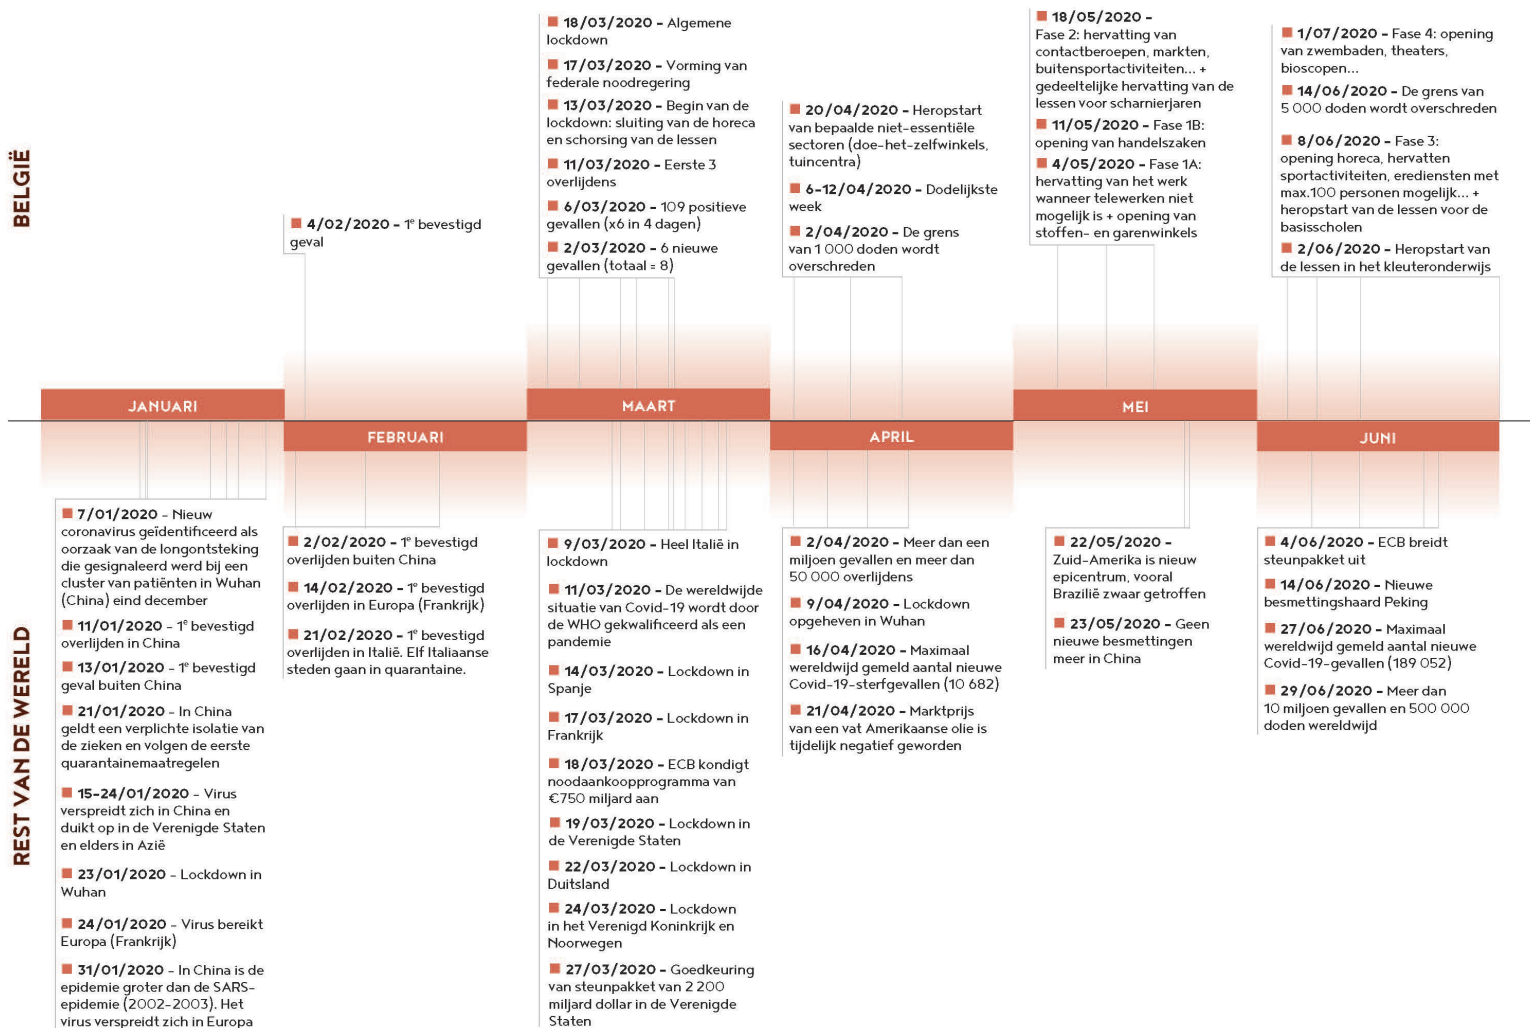 BELGIË
4/02/2020 – 1e bevestigd
geval
18/03/2020 – Algemene
lockdown
17/03/2020 – Vorming van
federale noodregering
13/03/2020 – Begin van de
lockdown: sluiting van de horeca
en schorsing van de lessen
11/03/2020 – Eerste 3
overlijdens
6/03/2020 – 109 positieve
gevallen (x6 in 4 dagen)
2/03/2020 – 6 nieuwe
gevallen (totaal = 8)
20/04/2020 – Heropstart
van bepaalde niet-essentiële
sectoren (doe-het-zelfwinkels,
tuincentra)
6-12/04/2020 – Dodelijkste
week
2/04/2020 – De grens
van 1 000 doden wordt
overschreden
18/05/2020 –
Fase 2: hervatting van
contactberoepen, markten,
buitensportactiviteiten... +
gedeeltelijke hervatting van de
lessen voor scharnierjaren
11/05/2020 – Fase 1B:
opening van handelszaken
4/05/2020 – Fase 1A:
hervatting van het werk
wanneer telewerken niet
mogelijk is + opening van
stoffen- en garenwinkels
1/07/2020 – Fase 4: opening
van zwembaden, theaters,
bioscopen...
14/06/2020 – De grens van
5 000 doden wordt overschreden
8/06/2020 – Fase 3:
opening horeca, hervatten
sportactiviteiten, erediensten met
max.100 personen mogelijk... +
heropstart van de lessen voor de
basisscholen
2/06/2020 – Heropstart van
de lessen in het kleuteronderwijs
JANUARI
FEBRUARI
MAART
APRIL
MEI
JUNI
REST VAN DE WERELD
7/01/2020 – Nieuw
coronavirus geïdentificeerd als
oorzaak van de longontsteking
die gesignaleerd werd bij een
cluster van patiënten in Wuhan
(China) eind december
11/01/2020 – 1e bevestigd
overlijden in China
13/01/2020 – 1e bevestigd
geval buiten China
21/01/2020 – In China
geldt een verplichte isolatie van
de zieken en volgen de eerste
quarantainemaatregelen
15-24/01/2020 – Virus
verspreidt zich in China en
duikt op in de Verenigde Staten
en elders in Azië
23/01/2020 – Lockdown in
Wuhan
24/01/2020 – Virus bereikt
Europa (Frankrijk)
31/01/2020 – In China is de
epidemie groter dan de SARS-
epidemie (2002-2003). Het
virus verspreidt zich in Europa
2/02/2020 – 1e bevestigd
overlijden buiten China
14/02/2020 – 1e bevestigd
overlijden in Europa (Frankrijk)
21/02/2020 – 1e bevestigd
overlijden in Italië. Elf Italiaanse
steden gaan in quarantaine.
9/03/2020 – Heel Italië in
lockdown
11/03/2020 – De wereldwijde
situatie van Covid-19 wordt door
de WHO gekwalificeerd als een
pandemie
14/03/2020 – Lockdown in
Spanje
17/03/2020 – Lockdown in
Frankrijk
18/03/2020 – ECB kondigt
noodaankoopprogramma van
€750 miljard aan
19/03/2020 – Lockdown in
de Verenigde Staten
22/03/2020 – Lockdown in
Duitsland
24/03/2020 – Lockdown
in het Verenigd Koninkrijk en
Noorwegen
27/03/2020 – Goedkeuring
van steunpakket van 2 200
miljard dollar in de Verenigde
Staten
2/04/2020 – Meer dan een
miljoen gevallen en meer dan
50 000 overlijdens
9/04/2020 – Lockdown
opgeheven in Wuhan
16/04/2020 – Maximaal
wereldwijd gemeld aantal nieuwe
Covid-19-sterfgevallen (10 682)
21/04/2020 – Marktprijs
van een vat Amerikaanse olie is
tijdelijk negatief geworden
22/05/2020 –
Zuid-Amerika is nieuw
epicentrum, vooral
Brazilië zwaar getroffen
23/05/2020 – Geen
nieuwe besmettingen
meer in China
4/06/2020 – ECB breidt
steunpakket uit
14/06/2020 – Nieuwe
besmettingshaard Peking
27/06/2020 – Maximaal
wereldwijd gemeld aantal nieuwe
Covid-19-gevallen (189 052)
29/06/2020 – Meer dan
10 miljoen gevallen en 500 000
doden wereldwijd